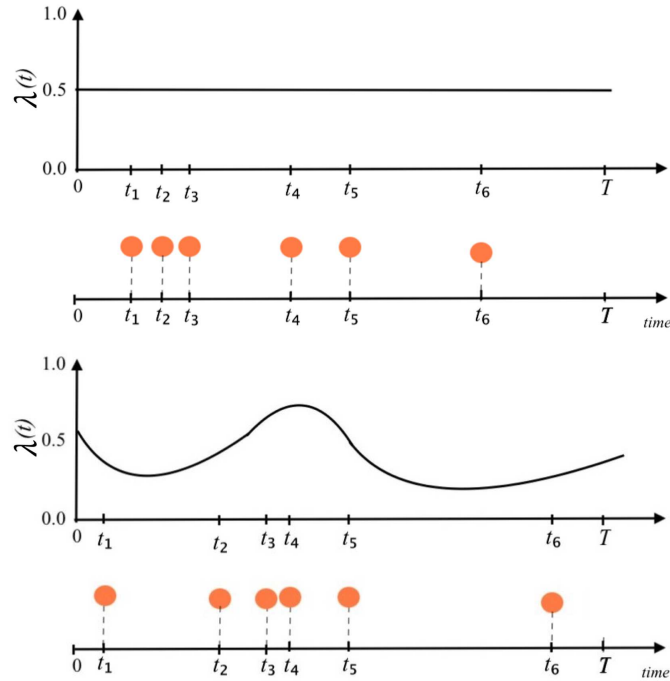 1.0
λ(t)
0.5
0.0
0 t₁ t₂ t₃ t₄ t₅ t₆ T
0 t₁ t₂ t₃ t₄ t₅ t₆ T time
1.0
λ(t)
0.5
0.0
0 t₁ t₂ t₃ t₄ t₅ t₆ T
0 t₁ t₂ t₃ t₄ t₅ t₆ T time